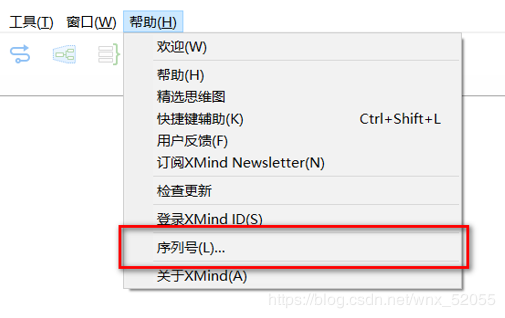 工具(T) 窗口(W) 帮助(H)
欢迎(W)
帮助(H)
精选思维图
快捷键辅助(K) Ctrl+Shift+L
用户反馈(F)
订阅XMind Newsletter(N)
检查更新
登录XMind ID(S)
序列号(L)...
关于XMind(A)
https://blog.csdn.net/wnx_52055